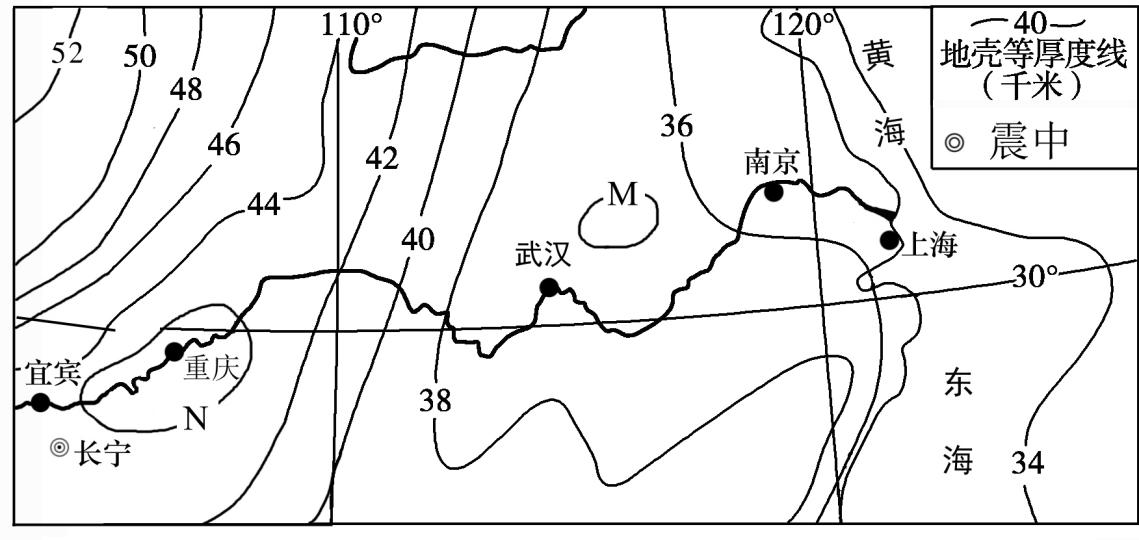 52
50
48
46
44
110°
42
40
38
36
120°
黄
海
40
地壳等厚度线
（千米）
震中
南京
M
武汉
上海
30°
宜宾
重庆
N
长宁
东
海
34